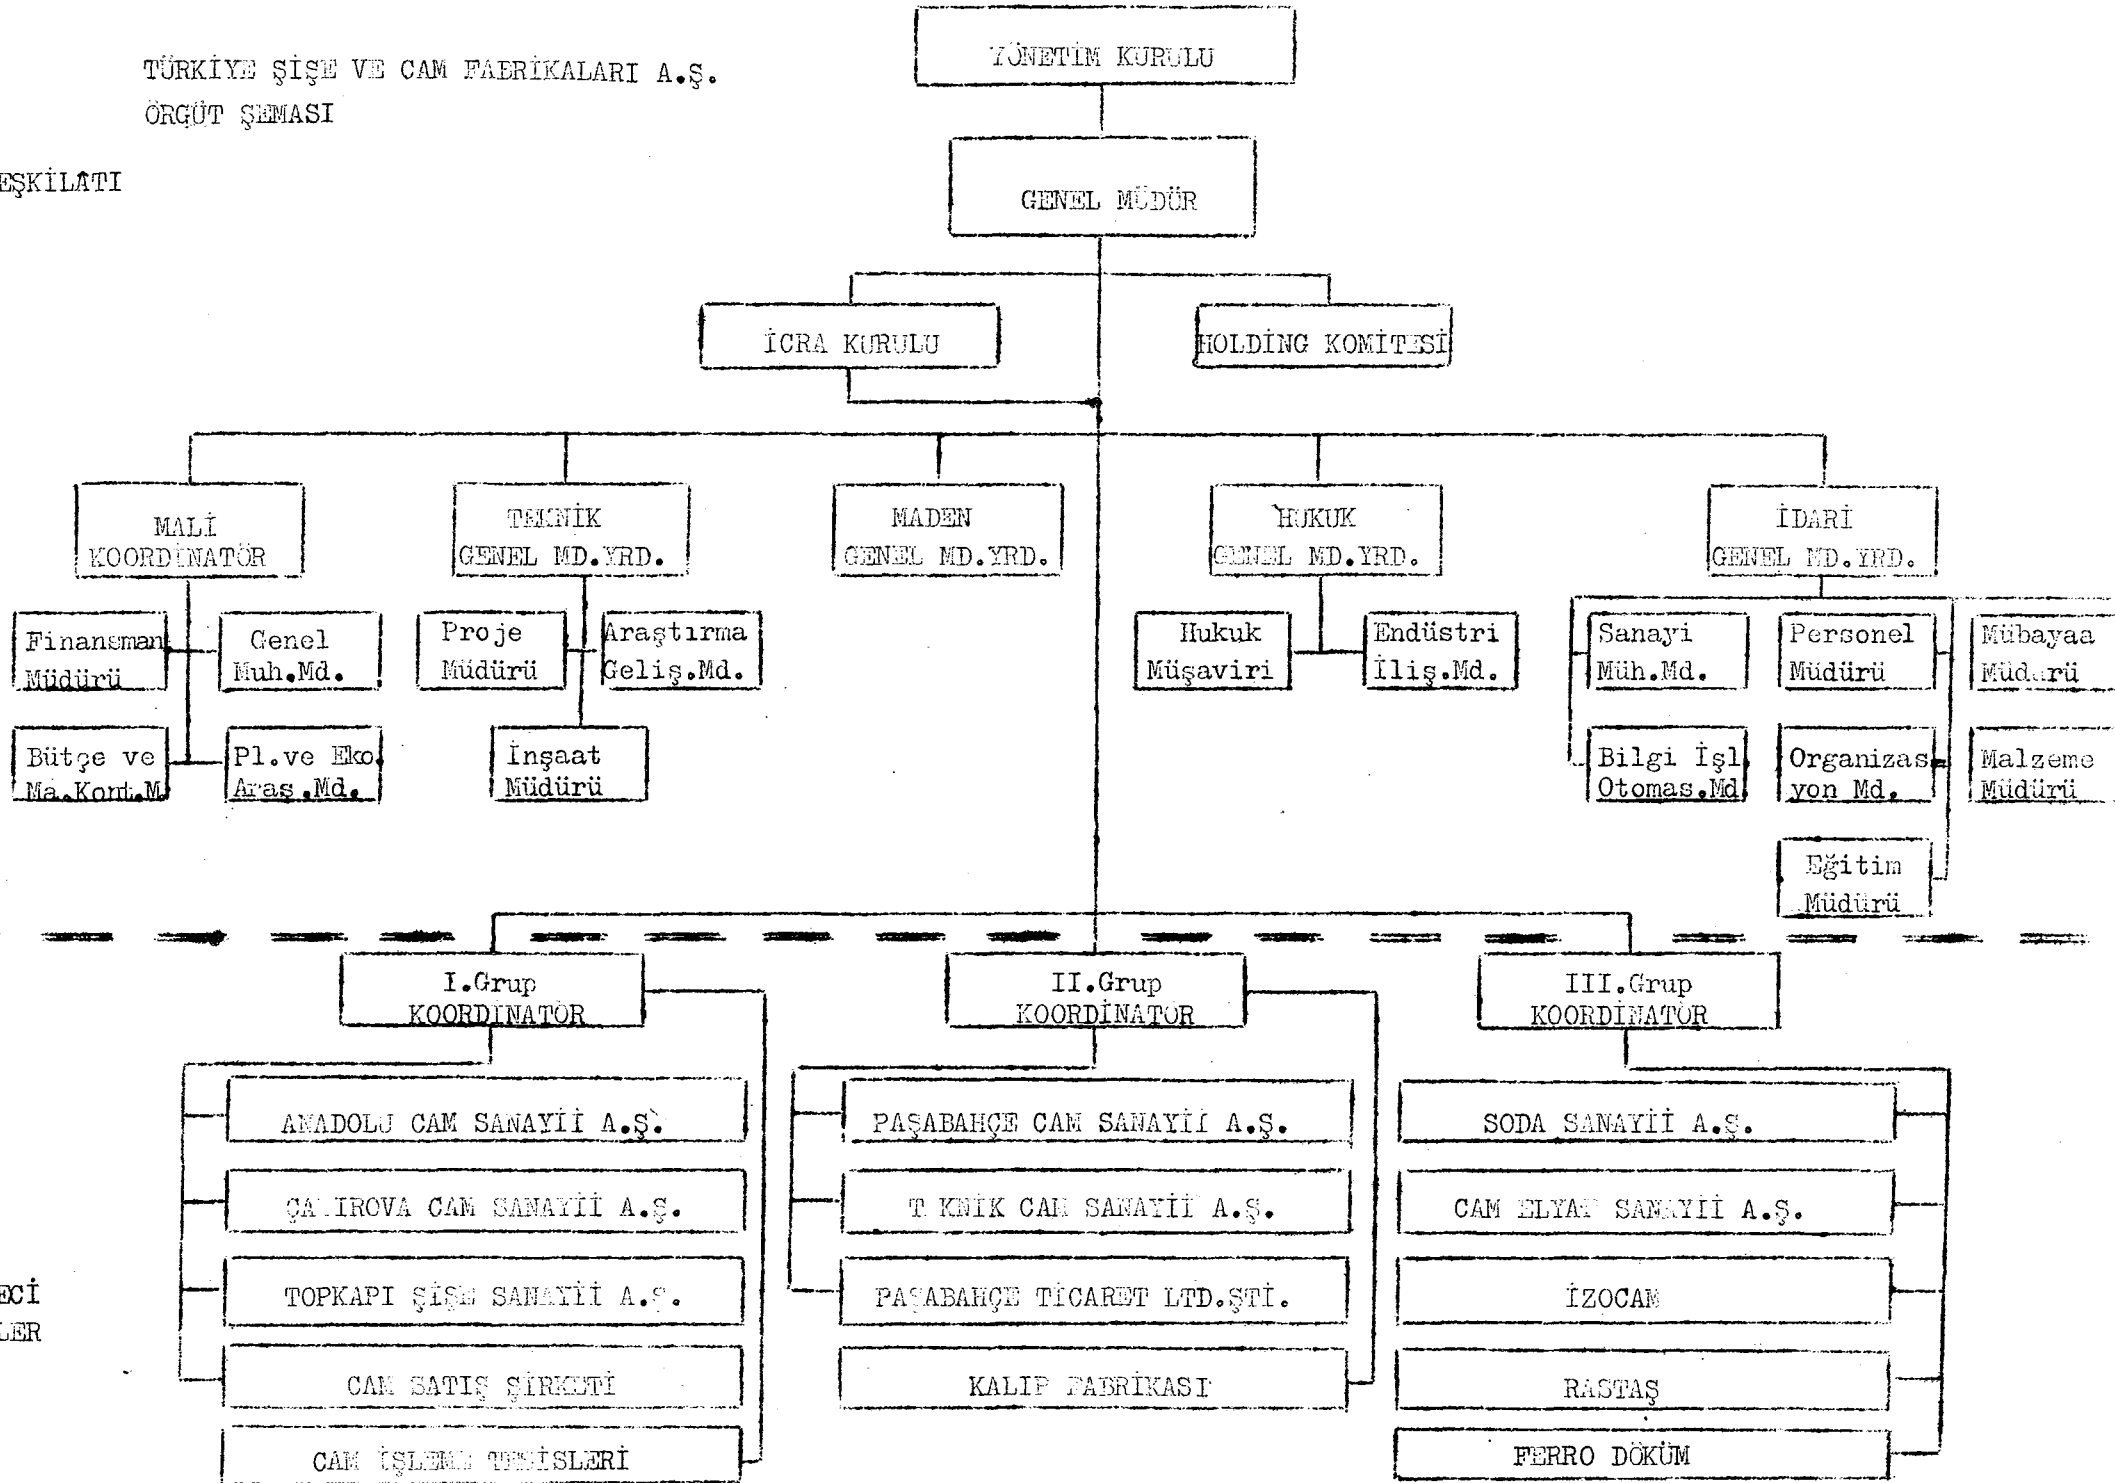 YÖNETİM KURULU
TÜRKİYE ŞİŞE VE CAM FABRİKALARI A.Ş.
ÖRGÜT ŞEMASI
EŞKİLÂTI
GENEL MÜDÜR
İCRA KURULU
HOLDİNG KOMİTESİ
MALİ
KOORDİNATÖR
TEKNİK
GENEL MD.YRD.
MADEN
GENEL MD.YRD.
HUKUK
GENEL MD.YRD.
İDARİ
GENEL MD.YRD.
Finansman
Müdürü
Genel
Muh.Md.
Proje
Müdürü
Araştırma
Geliş.Md.
Hukuk
Müşaviri
Endüstri
İliş.Md.
Sanayi
Müh.Md.
Personel
Müdürü
Mübayaa
Müdürü
Bütçe ve
Ma.Kont.M
Pl.ve Eko.
Araş.Md.
İnşaat
Müdürü
Bilgi İşl
Otomas.Md
Organizas
yon Md.
Malzeme
Müdürü
Eğitim
Müdürü
I.Grup
KOORDİNATÖR
II.Grup
KOORDİNATÖR
III.Grup
KOORDİNATÖR
ANADOLU CAM SANAYİİ A.Ş.
PAŞABAHÇE CAM SANAYİİ A.Ş.
SODA SANAYİİ A.Ş.
ÇAYIROVA CAM SANAYİİ A.Ş.
TEKNİK CAM SANAYİİ A.Ş.
CAM ELYAF SANAYİİ A.Ş.
ECİ
LER
TOPKAPI ŞİŞE SANAYİİ A.Ş.
PAŞABAHÇE TİCARET LTD.ŞTİ.
İZOCAM
CAM SATIŞ ŞİRKETİ
KALIP FABRİKASI
RASTAŞ
CAM İŞLEME TESİSLERİ
FERRO DÖKÜM